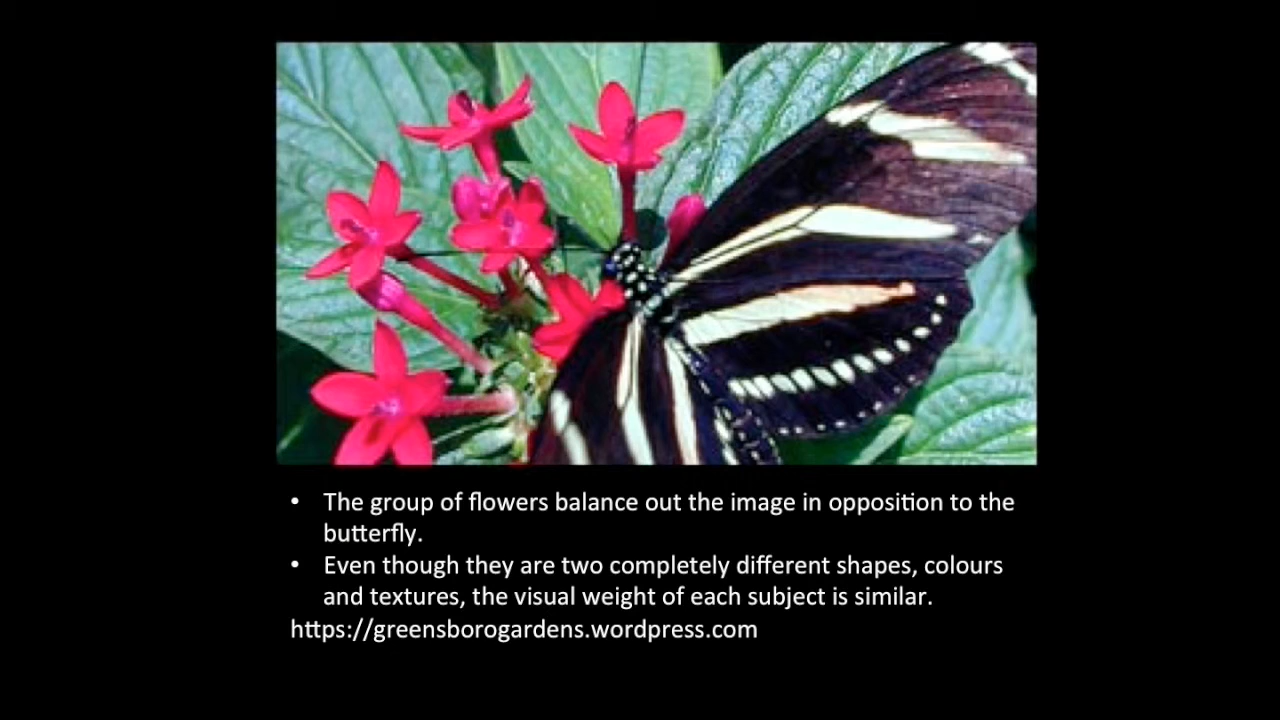 • The group of flowers balance out the image in opposition to the
butterfly.
• Even though they are two completely different shapes, colours
and textures, the visual weight of each subject is similar.
https://greensborogardens.wordpress.com